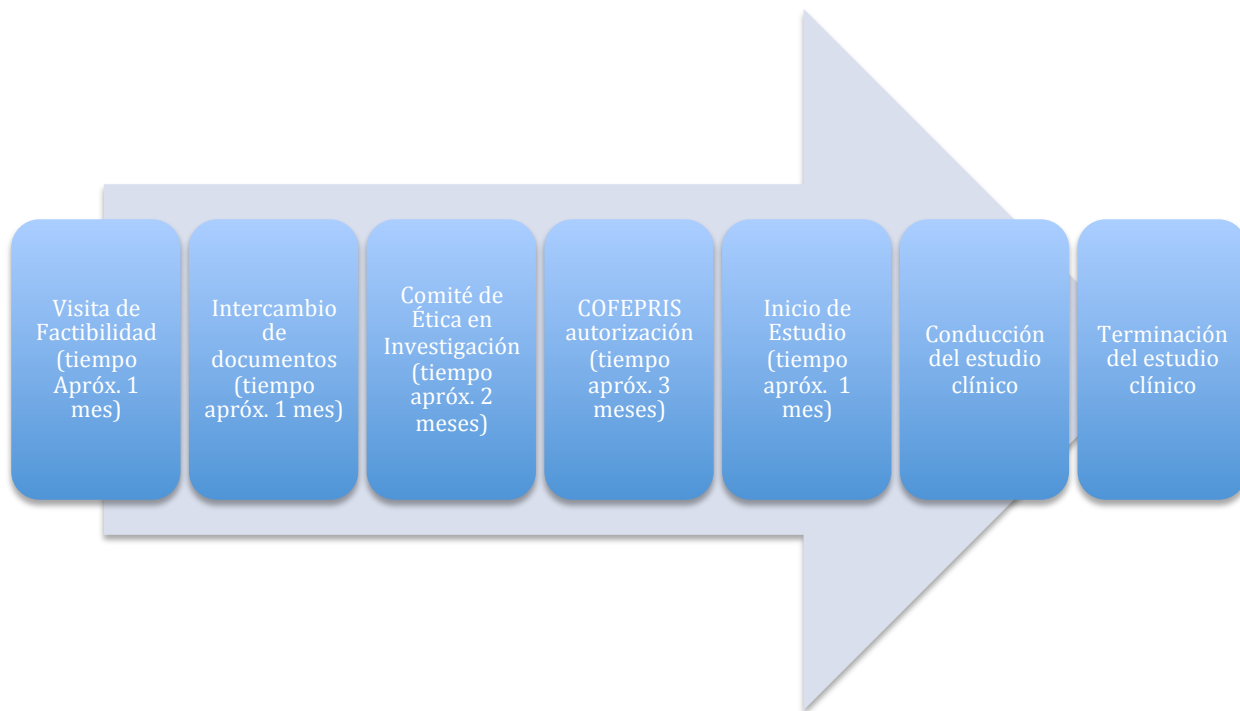 Visita de
Factibilidad
(tiempo
Apróx. 1
mes)
Intercambio
de
documentos
(tiempo
apróx. 1 mes)
Comité de
Ética en
Investigación
(tiempo
apróx. 2
meses)
COFEPRIS
autorización
(tiempo
apróx. 3
meses)
Inicio de
Estudio
(tiempo
apróx. 1
mes)
Conducción
del estudio
clínico
Terminación
del estudio
clínico